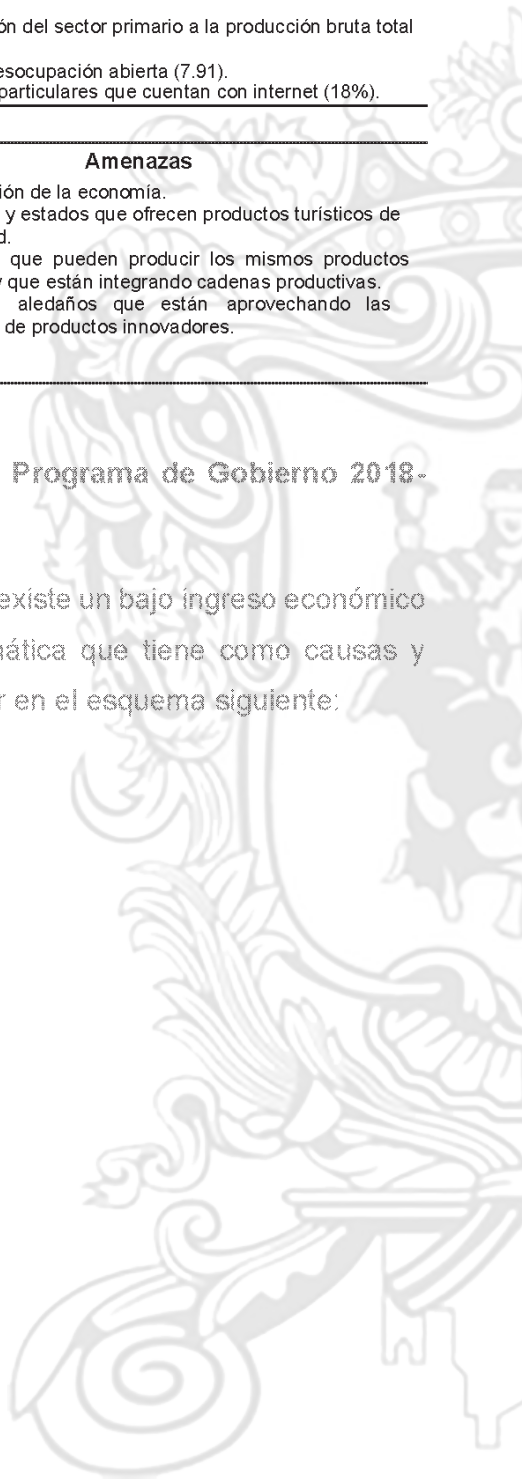 ón del sector primario a la producción bruta total
esocupación abierta (7.91).
particulares que cuentan con internet (18%).
Amenazas
ión de la economía.
y estados que ofrecen productos turísticos de
d.
que pueden producir los mismos productos
y que están integrando cadenas productivas.
aledaños que están aprovechando las
de productos innovadores.
Programa de Gobierno 2018-
existe un bajo ingreso económico
nática que tiene como causas y
r en el esquema siguiente: